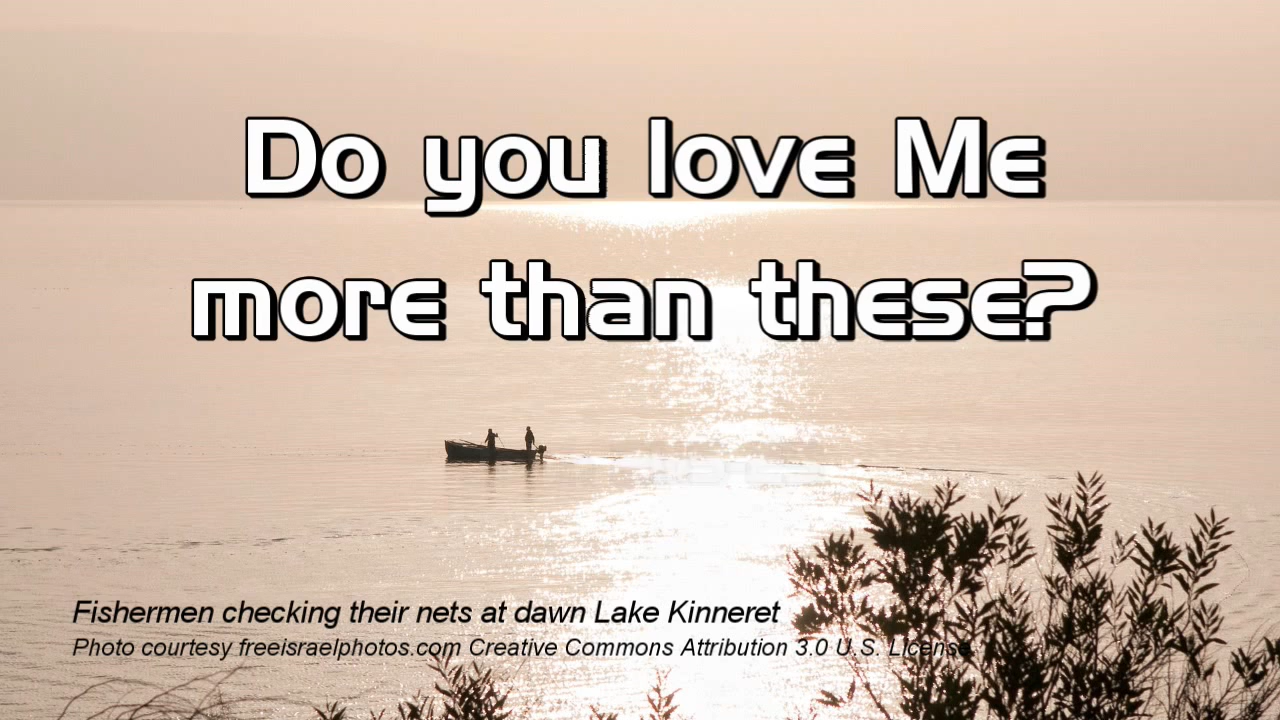 Do you love Me
more than these?
Fishermen checking their nets at dawn Lake Kinneret
Photo courtesy freeisraelphotos.com Creative Commons Attribution 3.0 U.S. License